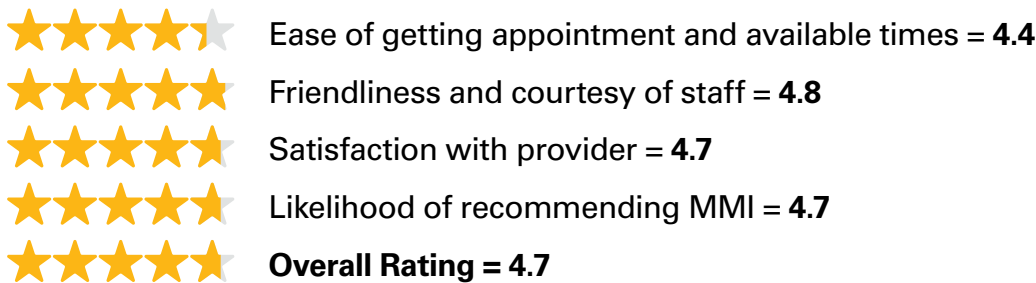 Ease of getting appointment and available times = 4.4
Friendliness and courtesy of staff = 4.8
Satisfaction with provider = 4.7
Likelihood of recommending MMI = 4.7
Overall Rating = 4.7